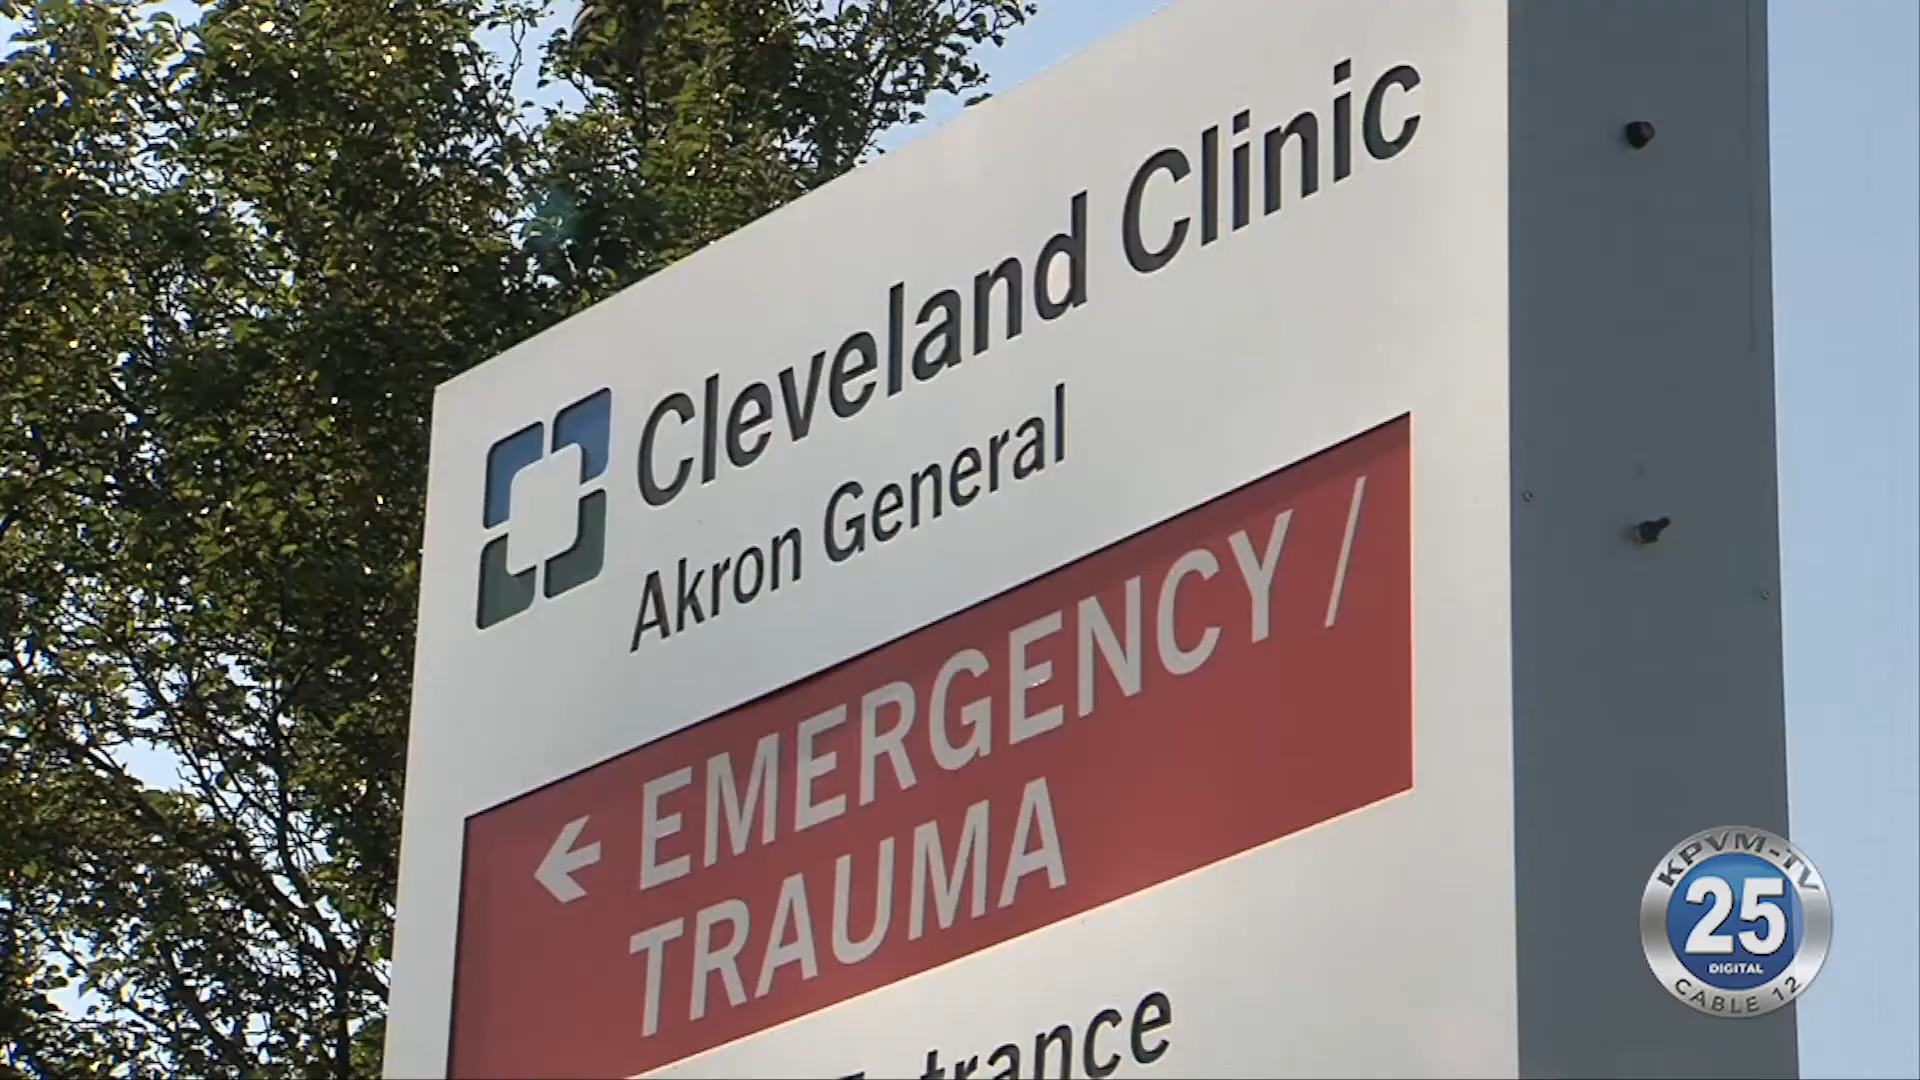 Cleveland Clinic
Akron General
EMERGENCY /
TRAUMA
KPVM-TV
25
DIGITAL
CABLE 12